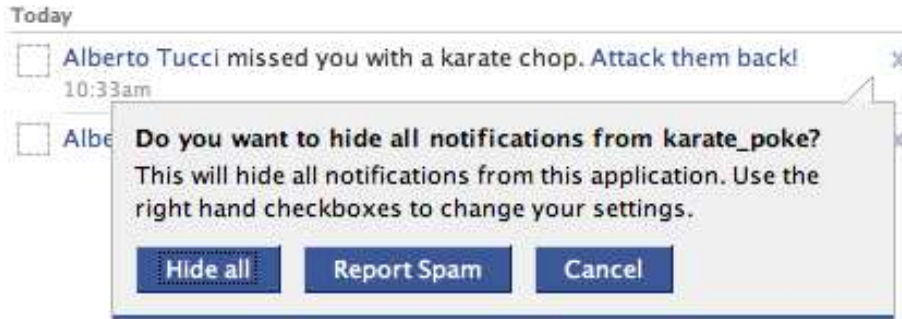 Today
Alberto Tucci missed you with a karate chop. Attack them back!
10:33am
Albe
Do you want to hide all notifications from karate_poke?
This will hide all notifications from this application. Use the
right hand checkboxes to change your settings.
Hide all Report Spam Cancel